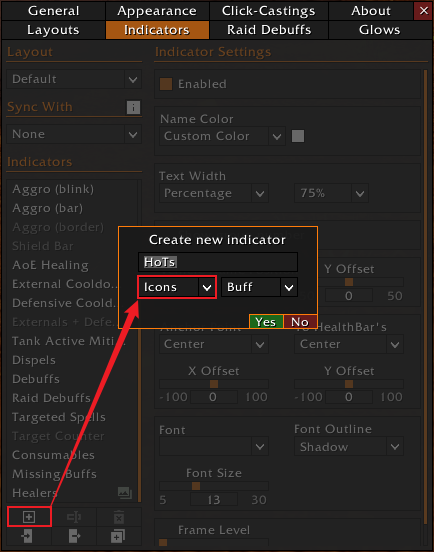 General Appearance Click-Castings About ×
Layouts Indicators Raid Debuffs Glows
Layout
Default
Sync With
None
Indicators
Aggro (blink)
Aggro (bar)
Aggro (border)
Shield Bar
AoE Healing
External Cooldo..
Defensive Coold..
Externals + Defe..
Tank Active Miti..
Dispels
Debuffs
Raid Debuffs
Targeted Spells
Target Counter
Consumables
Missing Buffs
Healers
Indicator Settings
Enabled
Name Color
Custom Color
Text Width
Percentage 75%
Create new indicator
HoTs
Icons Buff
Yes No
Y Offset
0 50
Anchor Point To HealthBar's
Center Center
X Offset Y Offset
-100 0 100 -100 0 100
Font Font Outline
Shadow
Font Size
5 13 30
Frame Level